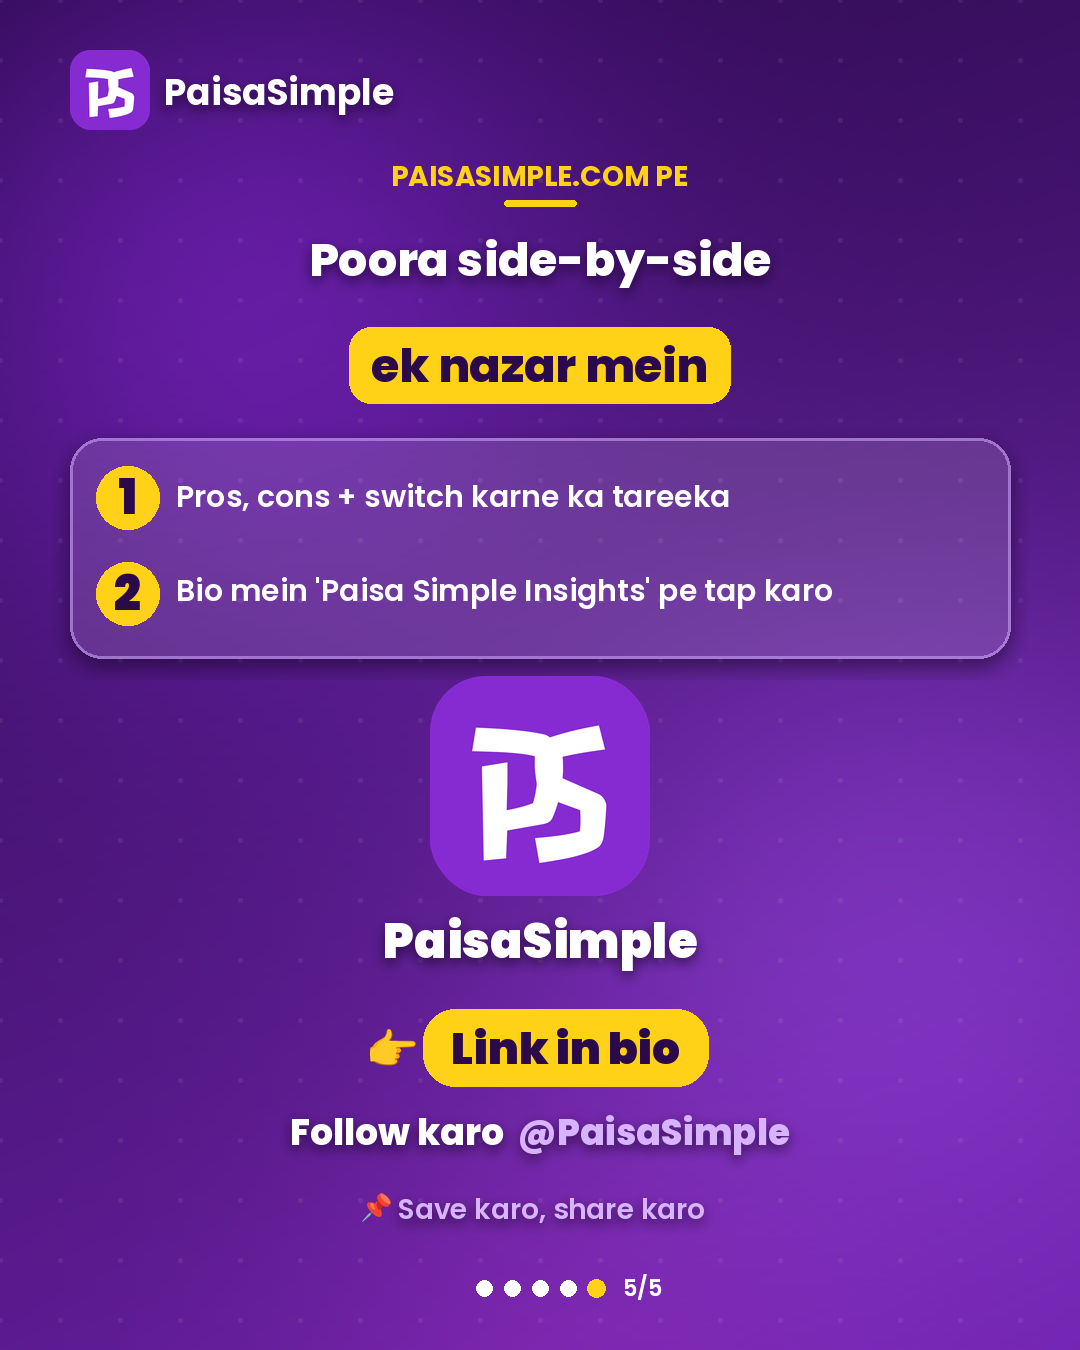 PS PaisaSimple
PAISASIMPLE.COM PE
Poora side-by-side
ek nazar mein
1 Pros, cons + switch karne ka tareeka
2 Bio mein 'Paisa Simple Insights' pe tap karo
PS
PaisaSimple
👉 Link in bio
Follow karo @PaisaSimple
📌 Save karo, share karo
5/5